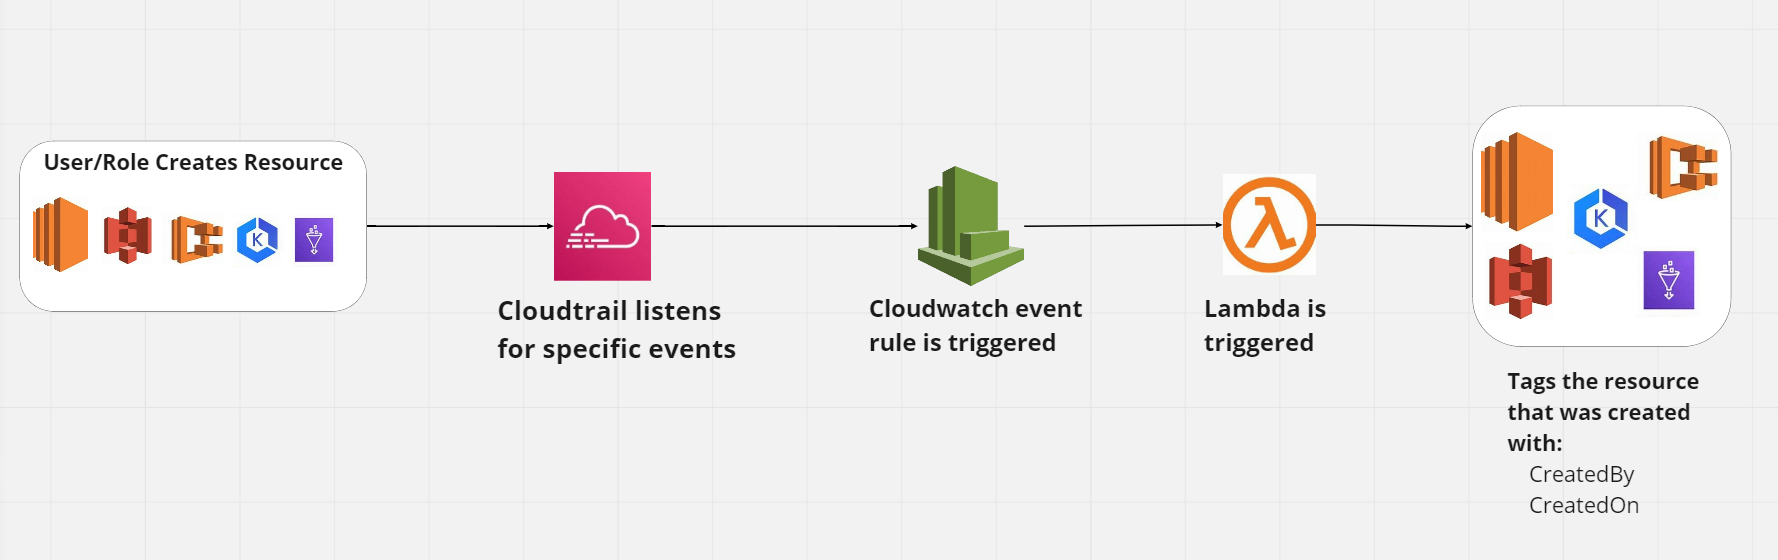 User/Role Creates Resource
K
Cloudtrail listens
for specific events
Cloudwatch event
rule is triggered
λ
Lambda is
triggered
K
Tags the resource
that was created
with:
CreatedBy
CreatedOn